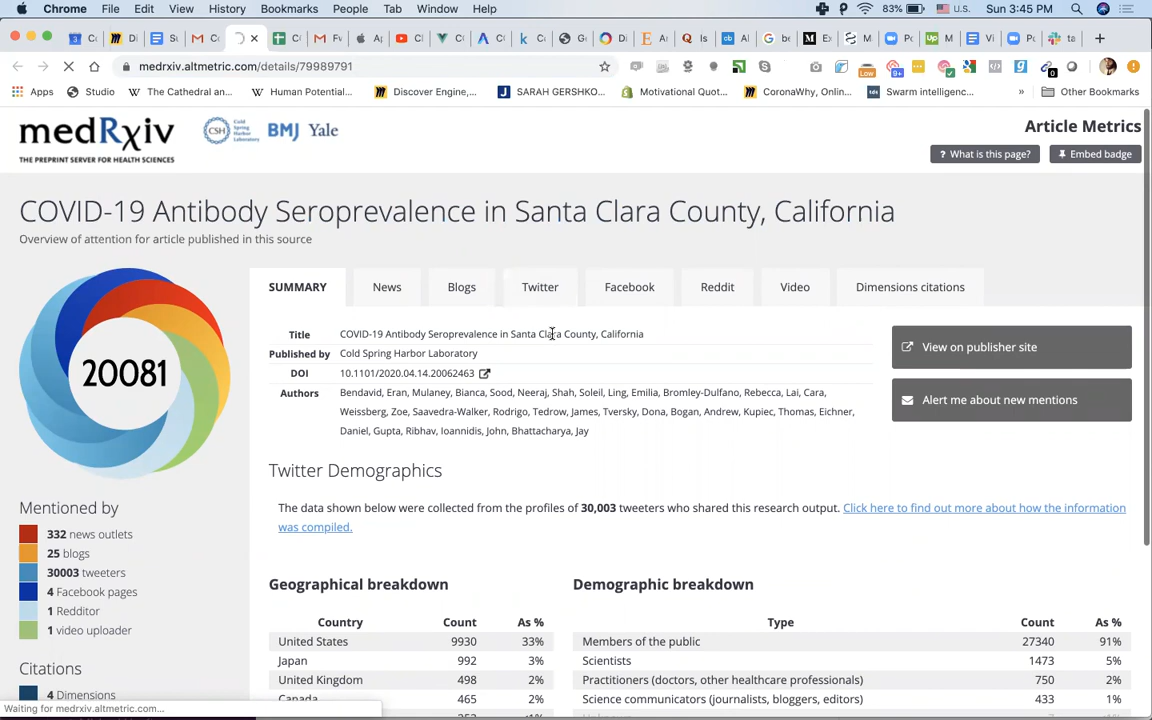 Chrome File Edit View History Bookmarks People Tab Window Help 83% U.S. Sun 3:45 PM
medrxiv.altmetric.com/details/79989791
Apps Studio The Cathedral an... Human Potential... Discover Engine,... SARAH GERSHKO... Motivational Quot... CoronaWhy, Onlin... Swarm intelligenc... » Other Bookmarks
medRxiv
THE PREPRINT SERVER FOR HEALTH SCIENCES
CSH Cold Spring Harbor Laboratory BMJ Yale
Article Metrics
? What is this page? Embed badge
COVID-19 Antibody Seroprevalence in Santa Clara County, California
Overview of attention for article published in this source
20081
SUMMARY News Blogs Twitter Facebook Reddit Video Dimensions citations
Title COVID-19 Antibody Seroprevalence in Santa Clara County, California
Published by Cold Spring Harbor Laboratory
DOI 10.1101/2020.04.14.20062463
Authors Bendavid, Eran, Mulaney, Bianca, Sood, Neeraj, Shah, Soleil, Ling, Emilia, Bromley-Dulfano, Rebecca, Lai, Cara,
Weissberg, Zoe, Saavedra-Walker, Rodrigo, Tedrow, James, Tversky, Dona, Bogan, Andrew, Kupiec, Thomas, Eichner,
Daniel, Gupta, Ribhav, Ioannidis, John, Bhattacharya, Jay
View on publisher site
Alert me about new mentions
Twitter Demographics
The data shown below were collected from the profiles of 30,003 tweeters who shared this research output. Click here to find out more about how the information
was compiled.
Mentioned by
332 news outlets
25 blogs
30003 tweeters
4 Facebook pages
1 Redditor
1 video uploader
Citations
4 Dimensions
Geographical breakdown
Country Count As %
United States 9930 33%
Japan 992 3%
United Kingdom 498 2%
Canada 465 2%
Demographic breakdown
Type Count As %
Members of the public 27340 91%
Scientists 1473 5%
Practitioners (doctors, other healthcare professionals) 750 2%
Science communicators (journalists, bloggers, editors) 433 1%
Waiting for medrxiv.altmetric.com...